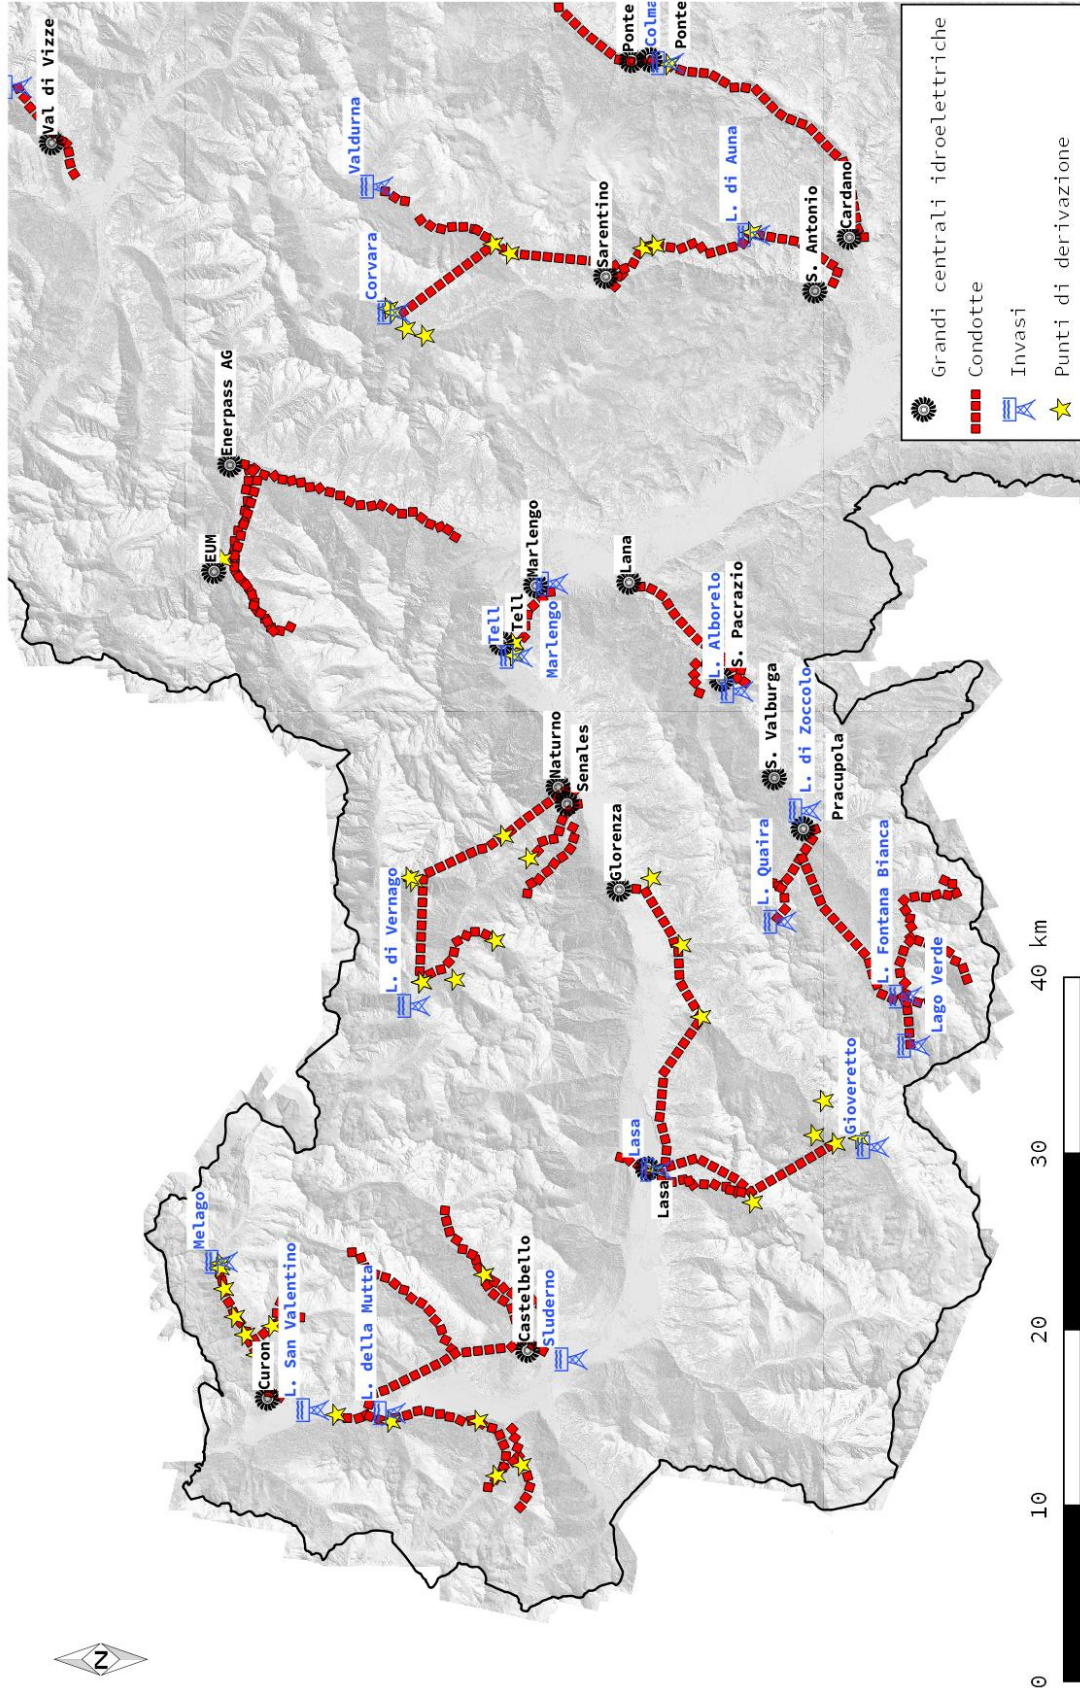 Val di Vizze
Ponte
Colma
Ponte
Valdurna
Corvara
L. di Auna
Sarentino
S. Antonio
Cardano
Enerpass AG
EUM
Marlengo
Tell
Tell
Marlengo
Lana
L. Alborelo
S. Pacrazio
S. Valburga
L. di Zoccolo
Pracupola
Naturno
Senales
L. di Vernago
Glorenza
L. Quaira
L. Fontana Bianca
Lago Verde
Gioveretto
Lasa
Lasa
Melago
Curon
L. San Valentino
L. della Mutta
Castelbello
Sluderno
N
Grandi centrali idroelettriche
Condotte
Invasi
Punti di derivazione
0 10 20 30 40 km